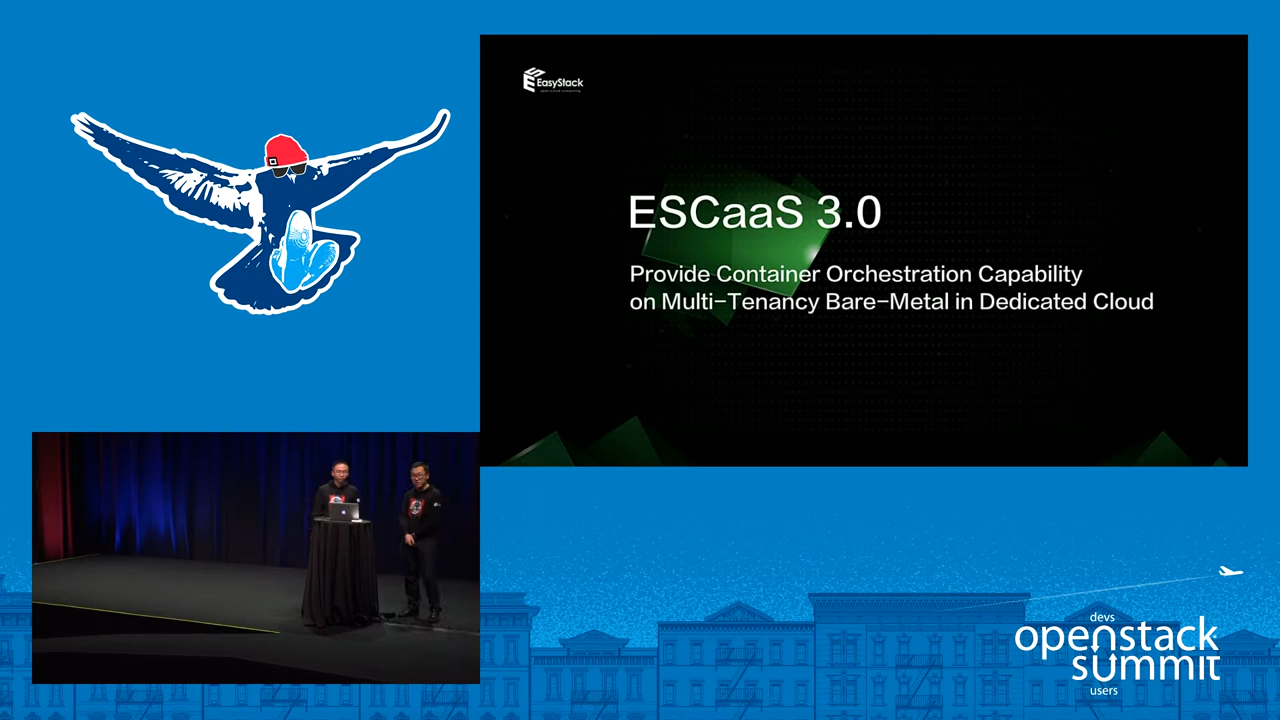 EasyStack
ESCaaS 3.0
Provide Container Orchestration Capability
on Multi-Tenancy Bare-Metal in Dedicated Cloud
devs
openstack
summit
users